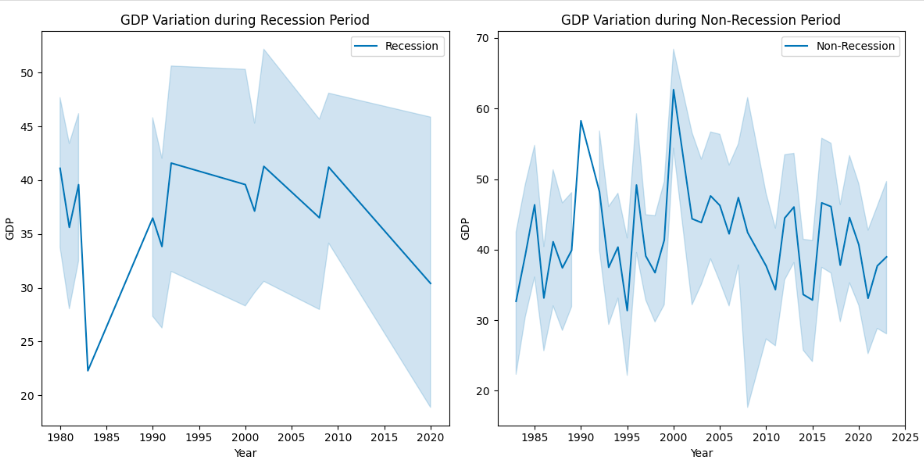 GDP Variation during Recession Period
Recession
50
45
40
35
30
25
20
GDP
1980 1985 1990 1995 2000 2005 2010 2015 2020
Year
GDP Variation during Non-Recession Period
Non-Recession
70
60
50
40
30
20
GDP
1985 1990 1995 2000 2005 2010 2015 2020 2025
Year